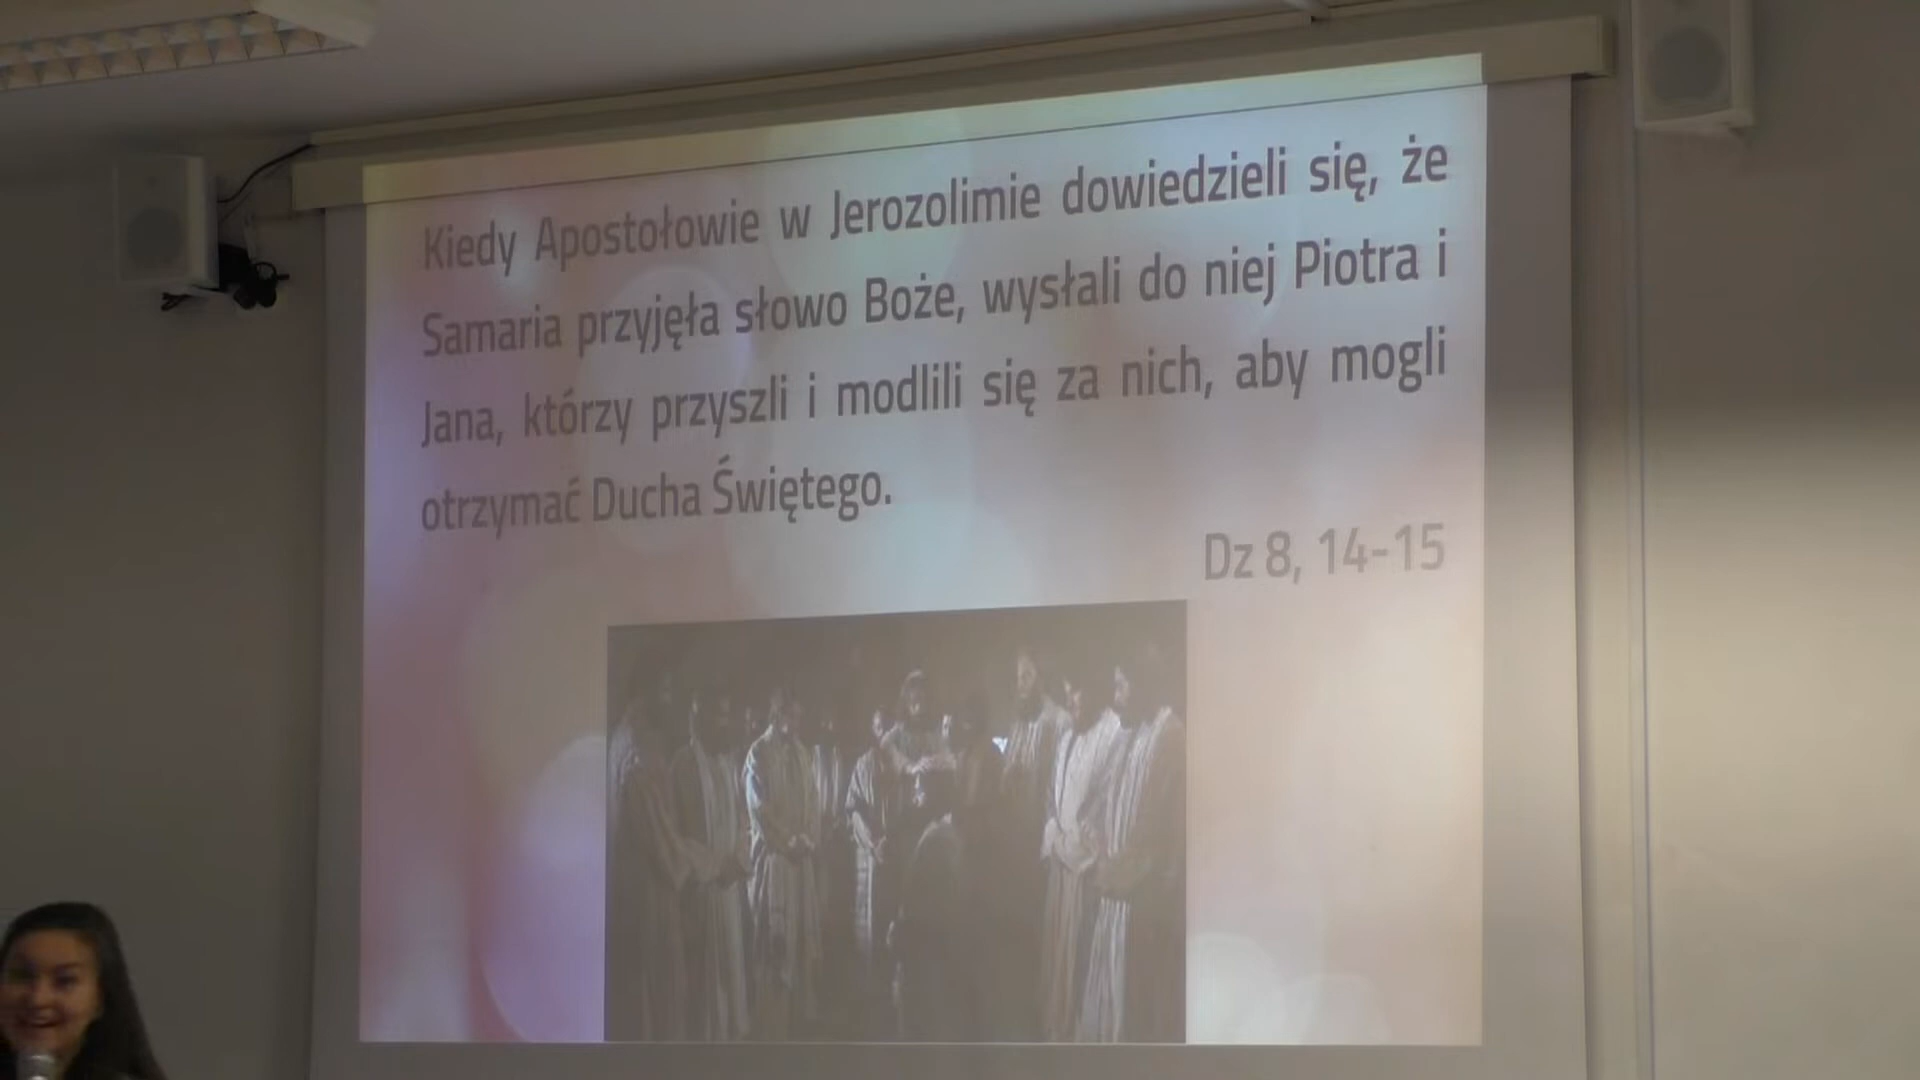 Kiedy Apostołowie w Jerozolimie dowiedzieli się, że
Samaria przyjęła słowo Boże, wysłali do niej Piotra i
Jana, którzy przyszli i modlili się za nich, aby mogli
otrzymać Ducha Świętego.
Dz 8, 14-15